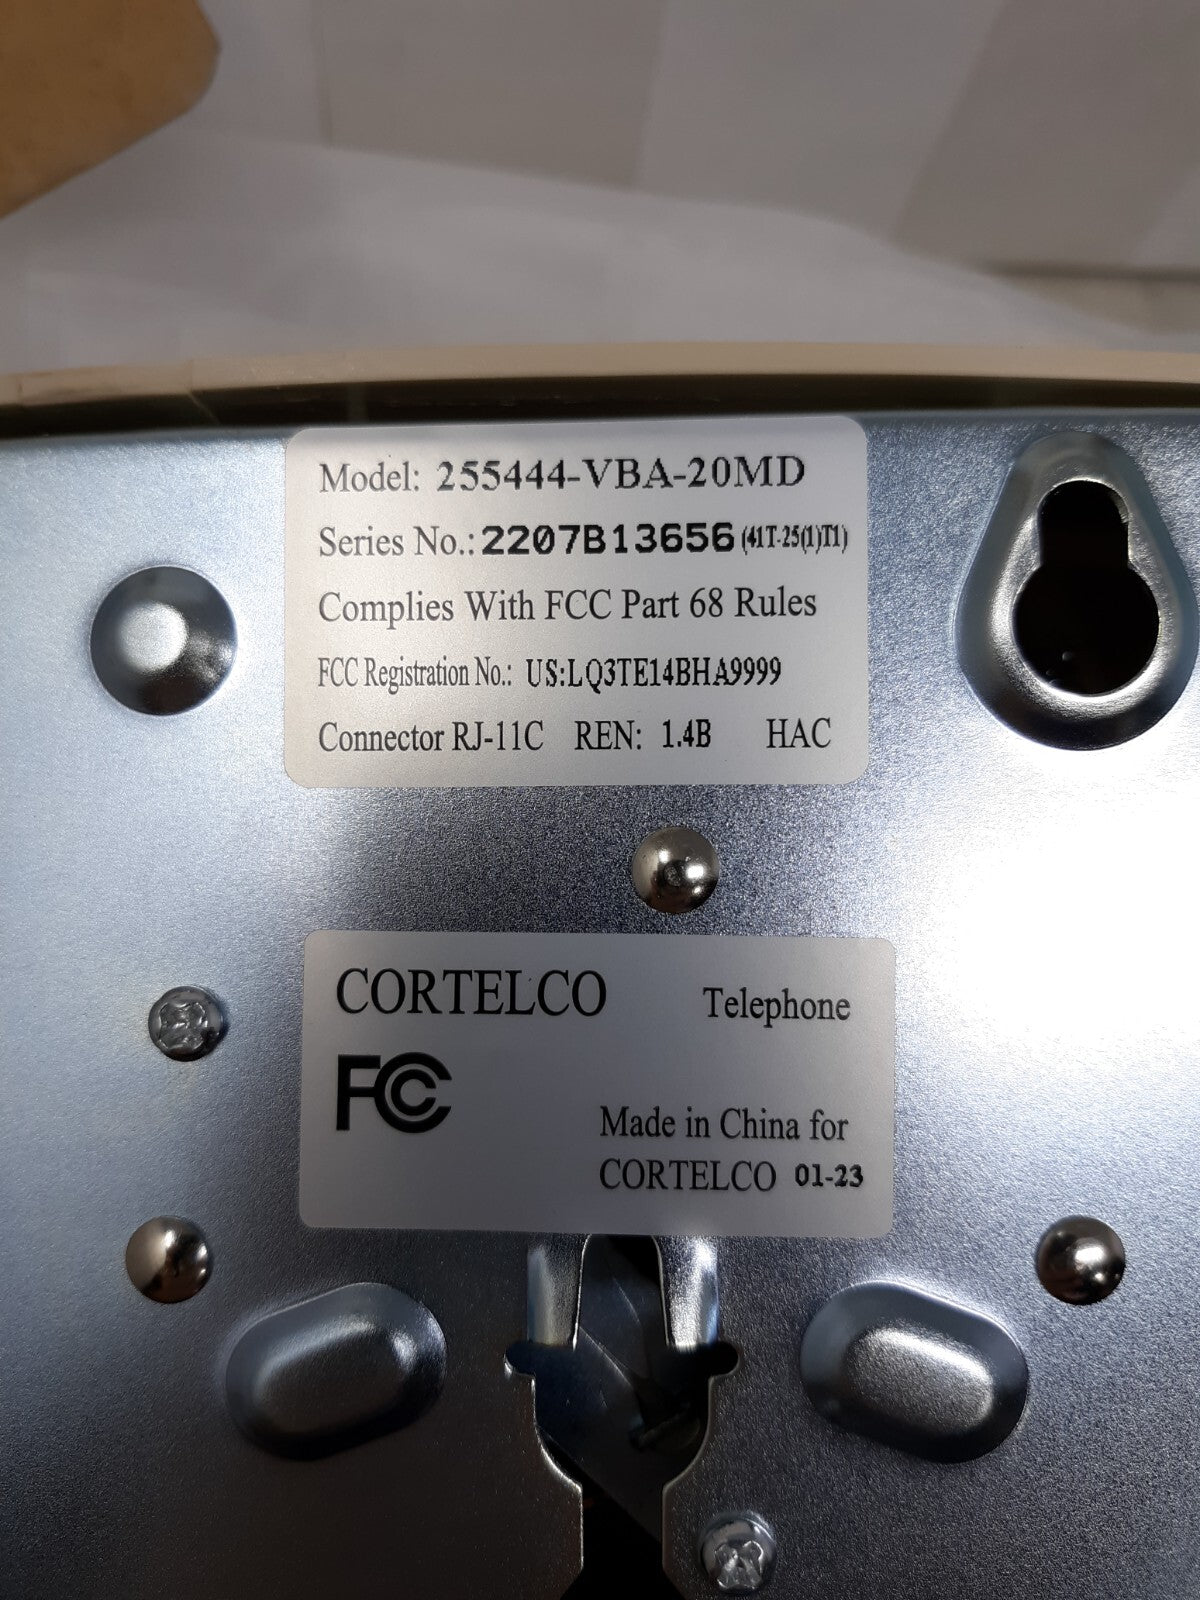 Model: 255444-VBA-20MD
Series No.: 2207B13656 (41T-25(1)T1)
Complies With FCC Part 68 Rules
FCC Registration No.: US:LQ3TE14BHA9999
Connector RJ-11C REN: 1.4B HAC
CORTELCO Telephone
FC
Made in China for
CORTELCO 01-23